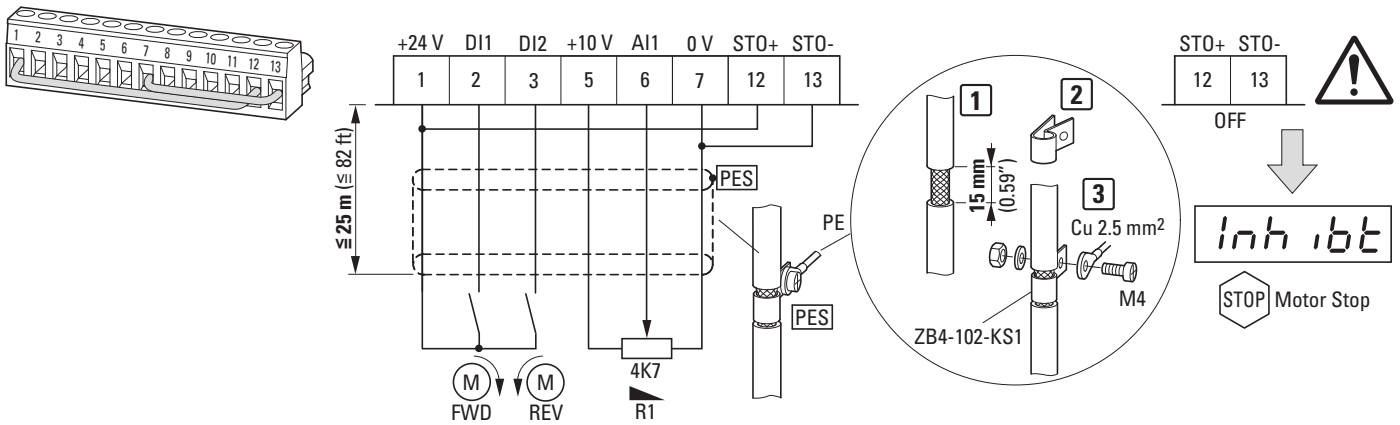 1 2 3 4 5 6 7 8 9 10 11 12 13
+24 V DI1 DI2 +10 V AI1 0 V STO+ STO-
1 2 3 5 6 7 12 13
≦ 25 m (≦ 82 ft)
PES
PE
PES
4K7
R1
M
FWD
M
REV
1
15 mm
(0.59″)
2
3
Cu 2.5 mm²
M4
ZB4-102-KS1
STO+ STO-
12 13
OFF
Inhibt
STOP
Motor Stop